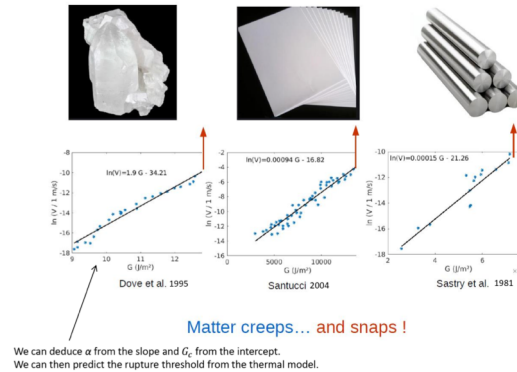 -8
-10
-12
-14
-16
-18
ln (V / 1 m/s)
ln(V)=1.9 G - 34.21
9 10 11 12
G (J/m²)
Dove et al. 1995
-2
-4
-6
-8
-10
-12
-14
-16
ln (V / 1 m/s)
ln(V)=0.00094 G - 16.82
0 5000 10000
G (J/m²)
Santucci 2004
-10
-12
-14
-16
-18
ln (V / 1 m/s)
ln(V)=0.00015 G - 21.26
2 4 6
G (J/m²)
Sastry et al. 1981
Matter creeps… and snaps !
We can deduce α from the slope and G_c from the intercept.
We can then predict the rupture threshold from the thermal model.